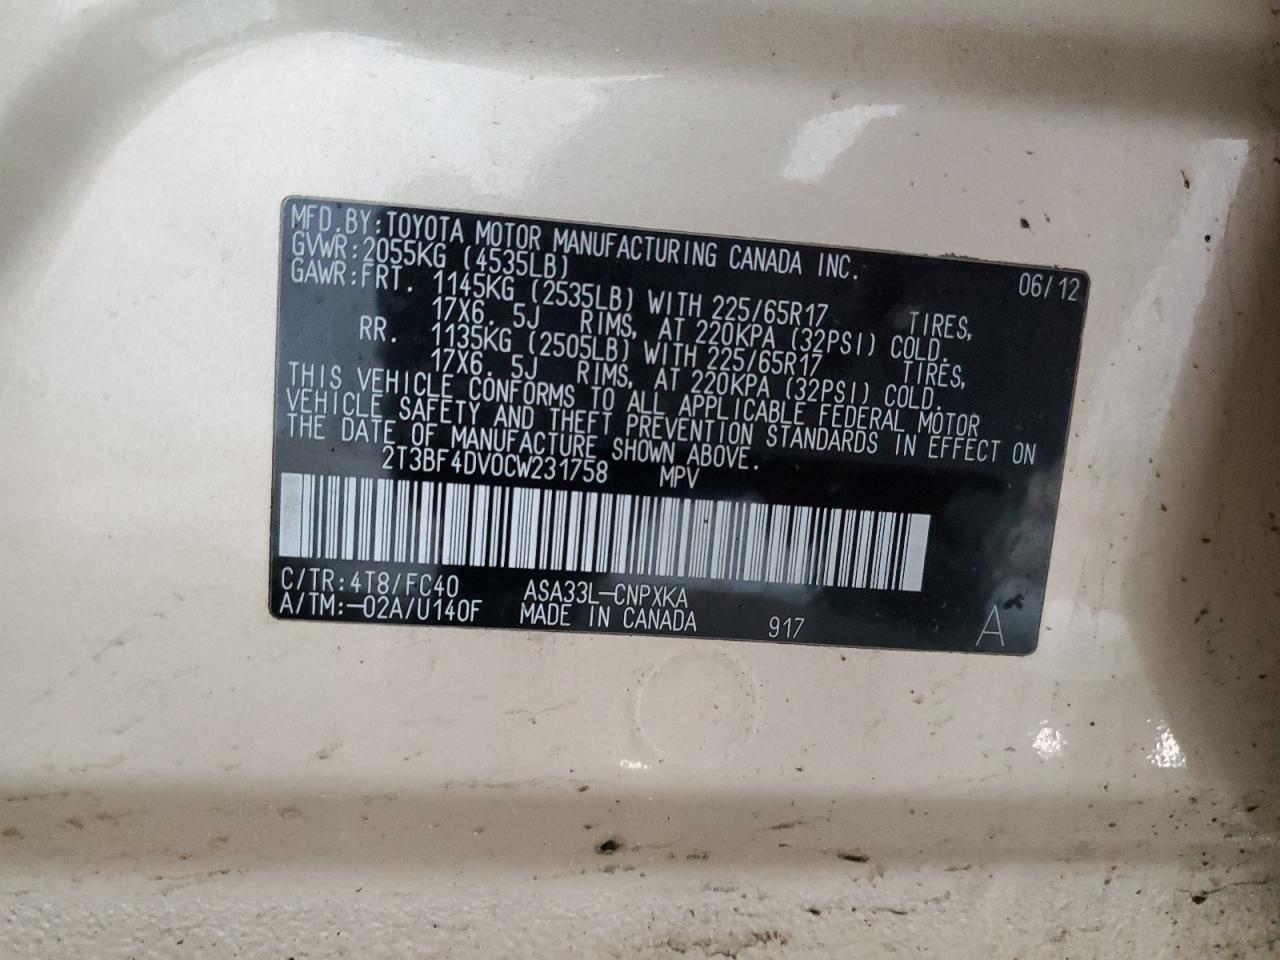 MFD.BY:TOYOTA MOTOR MANUFACTURING CANADA INC. 06/12
GVWR:2055KG (4535LB)
GAWR:FRT. 1145KG (2535LB) WITH 225/65R17 TIRES,
17X6.5J RIMS, AT 220KPA (32PSI) COLD.
RR. 1135KG (2505LB) WITH 225/65R17 TIRES,
17X6.5J RIMS, AT 220KPA (32PSI) COLD.
THIS VEHICLE CONFORMS TO ALL APPLICABLE FEDERAL MOTOR
VEHICLE SAFETY AND THEFT PREVENTION STANDARDS IN EFFECT ON
THE DATE OF MANUFACTURE SHOWN ABOVE.
2T3BF4DV0CW231758 MPV
C/TR:4T8/FC40 ASA33L-CNPXKA
A/TM:-02A/U140F MADE IN CANADA 917 A